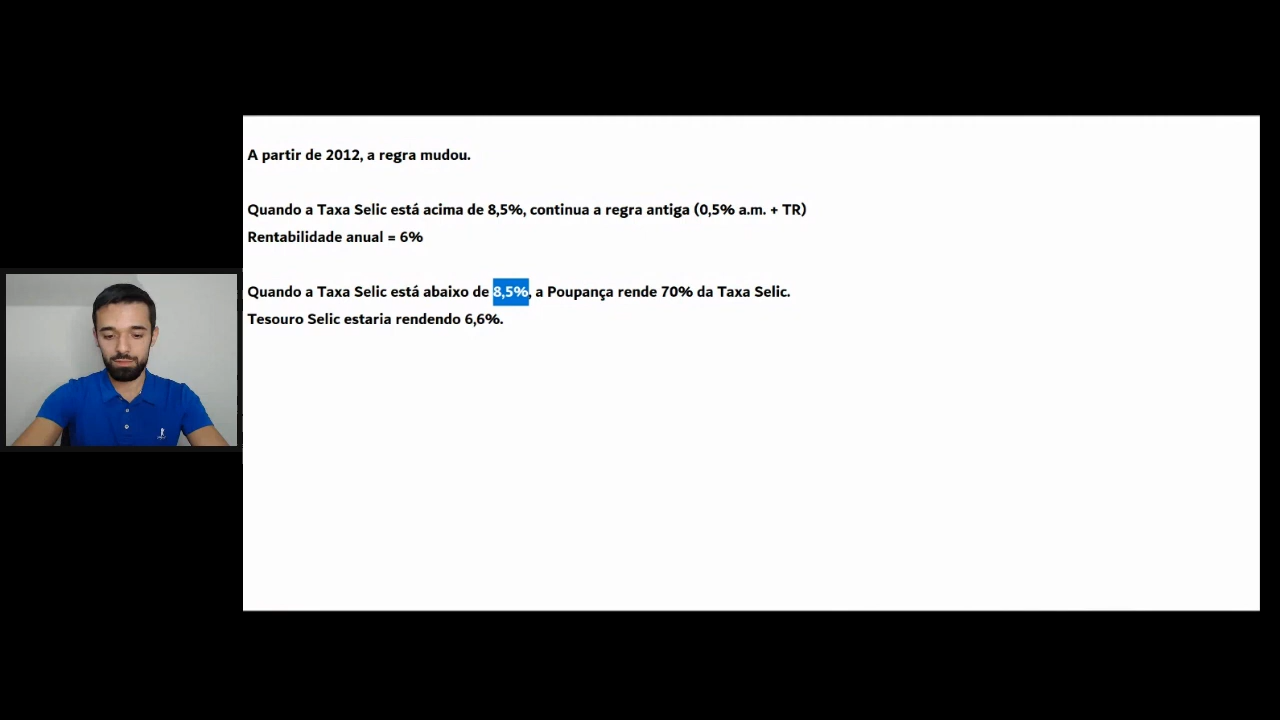 A partir de 2012, a regra mudou.
Quando a Taxa Selic está acima de 8,5%, continua a regra antiga (0,5% a.m. + TR)
Rentabilidade anual = 6%
Quando a Taxa Selic está abaixo de 8,5%, a Poupança rende 70% da Taxa Selic.
Tesouro Selic estaria rendendo 6,6%.